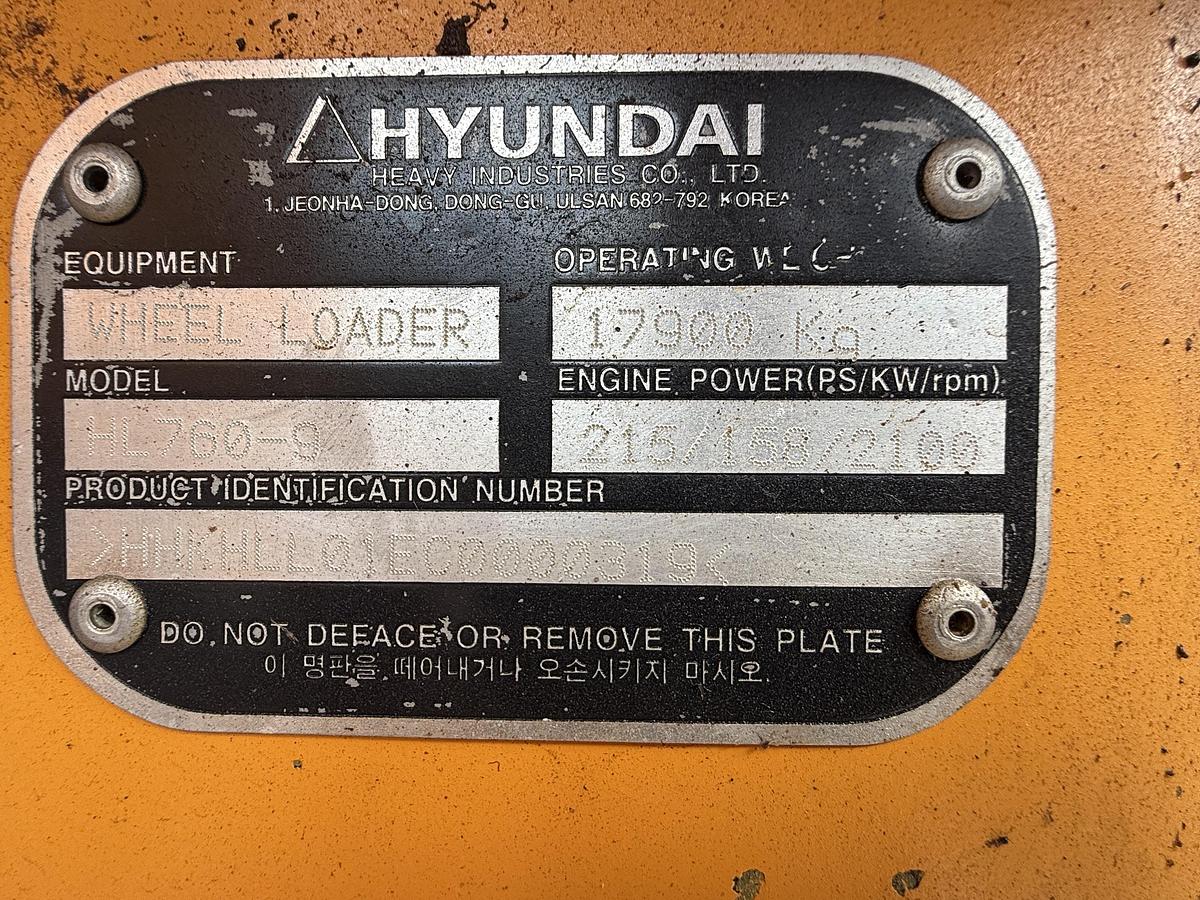 HYUNDAI
HEAVY INDUSTRIES CO., LTD.
1, JEONHA-DONG, DONG-GU, ULSAN 682-792 KOREA
EQUIPMENT
WHEEL LOADER
OPERATING
17900 Kg
MODEL
HL760-9
ENGINE POWER(PS/KW/rpm)
215/158/2100
PRODUCT IDENTIFICATION NUMBER
>HHKHLL01EC0000319<
DO NOT DEFACE OR REMOVE THIS PLATE
이 명판을 떼어내거나 오손시키지 마시오.